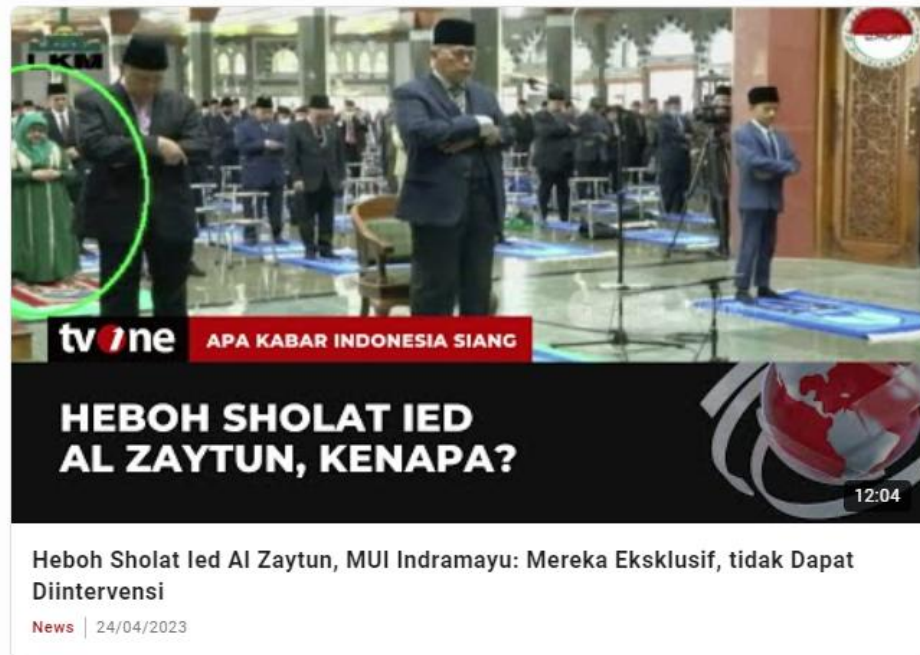 LKM
tvOne
APA KABAR INDONESIA SIANG
HEBOH SHOLAT IED
AL ZAYTUN, KENAPA?
12:04
Heboh Sholat Ied Al Zaytun, MUI Indramayu: Mereka Eksklusif, tidak Dapat
Diintervensi
News | 24/04/2023